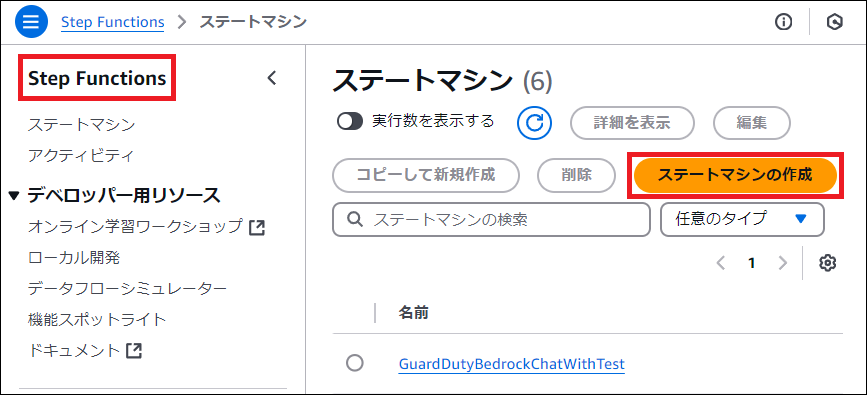 Step Functions > ステートマシン
Step Functions
ステートマシン
アクティビティ
デベロッパー用リソース
オンライン学習ワークショップ
ローカル開発
データフローシミュレーター
機能スポットライト
ドキュメント
ステートマシン (6)
実行数を表示する
詳細を表示
編集
コピーして新規作成
削除
ステートマシンの作成
ステートマシンの検索
任意のタイプ
1
名前
GuardDutyBedrockChatWithTest